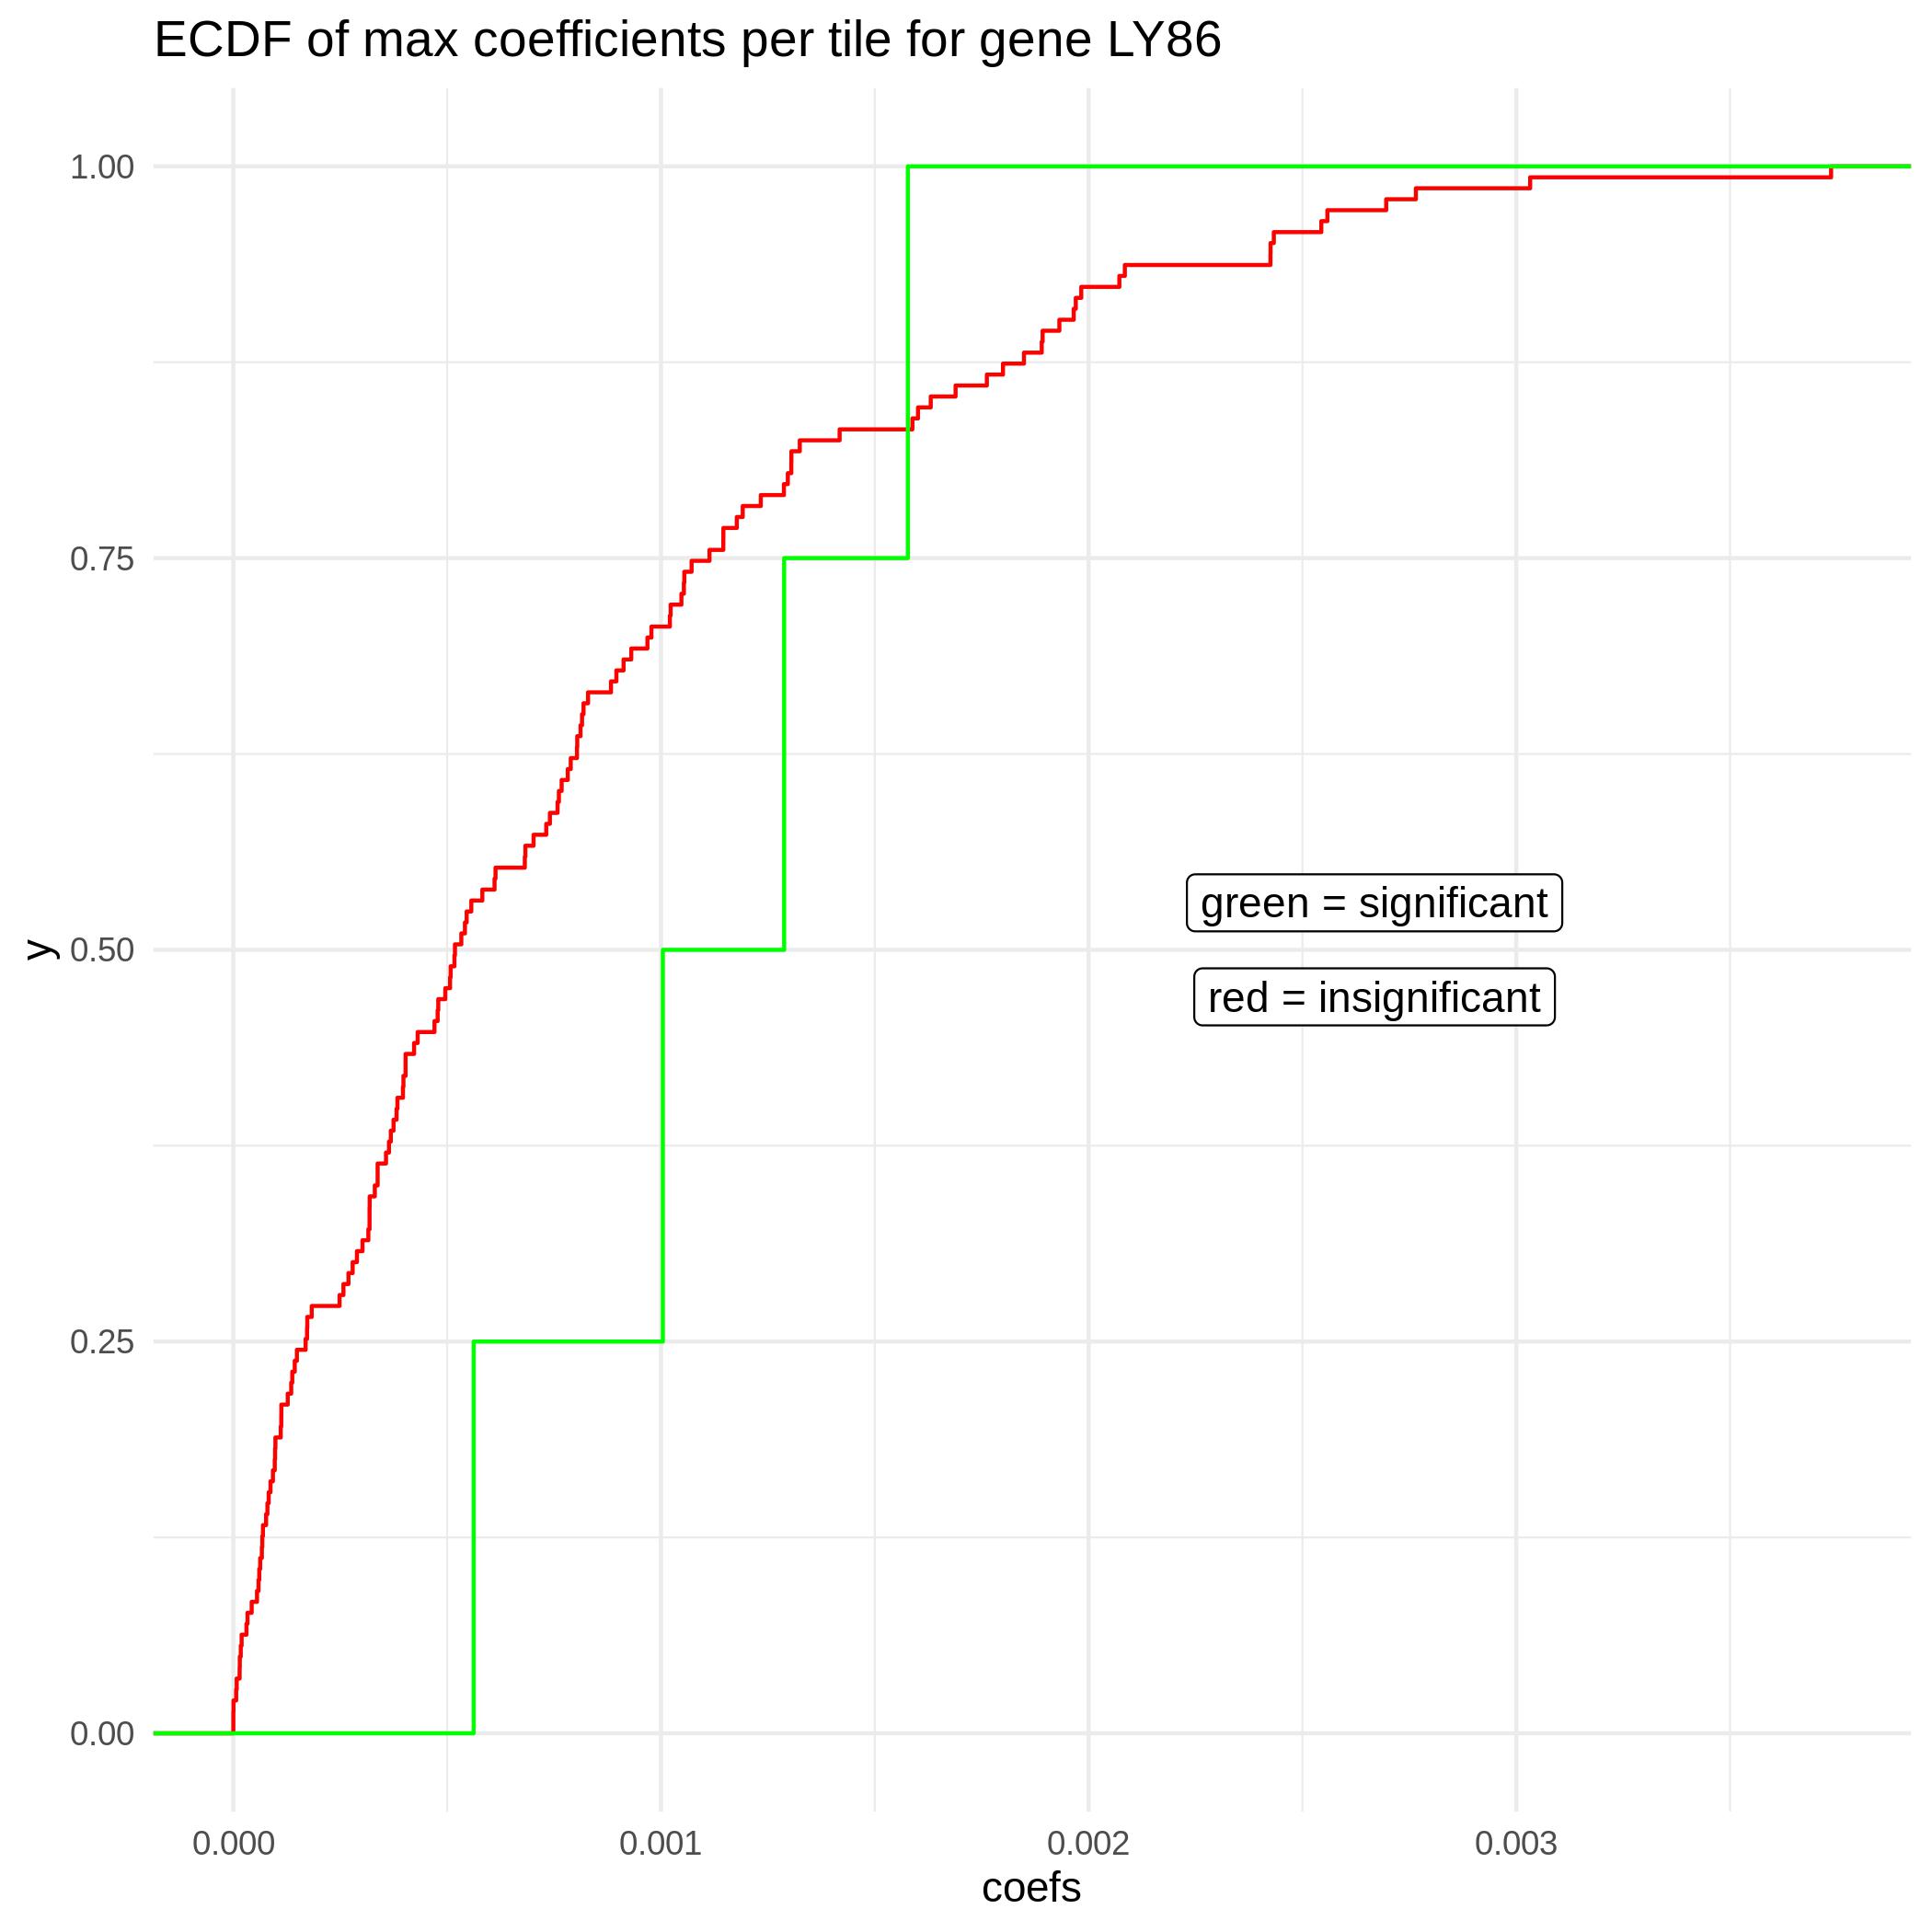 ECDF of max coefficients per tile for gene LY86
1.00
0.75
0.50
0.25
0.00
y
green = significant
red = insignificant
0.000 0.001 0.002 0.003
coefs